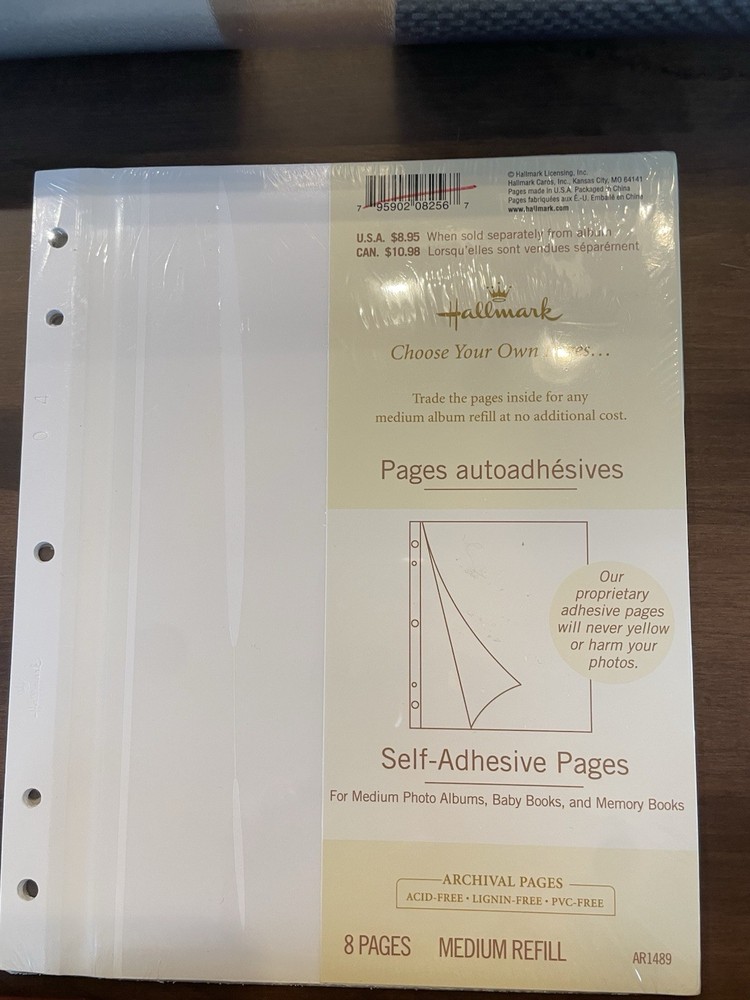 © Hallmark Licensing, Inc.
Hallmark Cards, Inc., Kansas City, MO 64141
Pages made in U.S.A. Packaged in China
Pages fabriquées aux É.-U. Emballé en China
www.hallmark.com
7 95902 08256 7
U.S.A. $8.95 When sold separately from album
CAN. $10.98 Lorsqu'elles sont vendues séparément
Hallmark
Choose Your Own
Trade the pages inside for any
medium album refill at no additional cost.
Pages autoadhésives
Our
proprietary
adhesive pages
will never yellow
or harm your
photos.
Self-Adhesive Pages
For Medium Photo Albums, Baby Books, and Memory Books
ARCHIVAL PAGES
ACID-FREE • LIGNIN-FREE • PVC-FREE
8 PAGES MEDIUM REFILL
AR1489